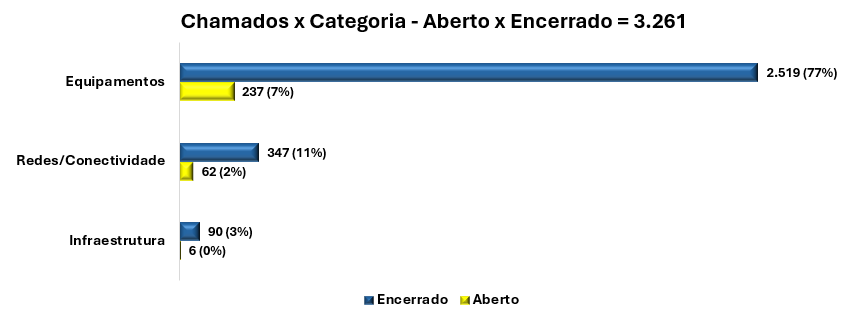 Chamados x Categoria - Aberto x Encerrado = 3.261
Equipamentos
2.519 (77%)
237 (7%)
Redes/Conectividade
347 (11%)
62 (2%)
Infraestrutura
90 (3%)
6 (0%)
Encerrado Aberto